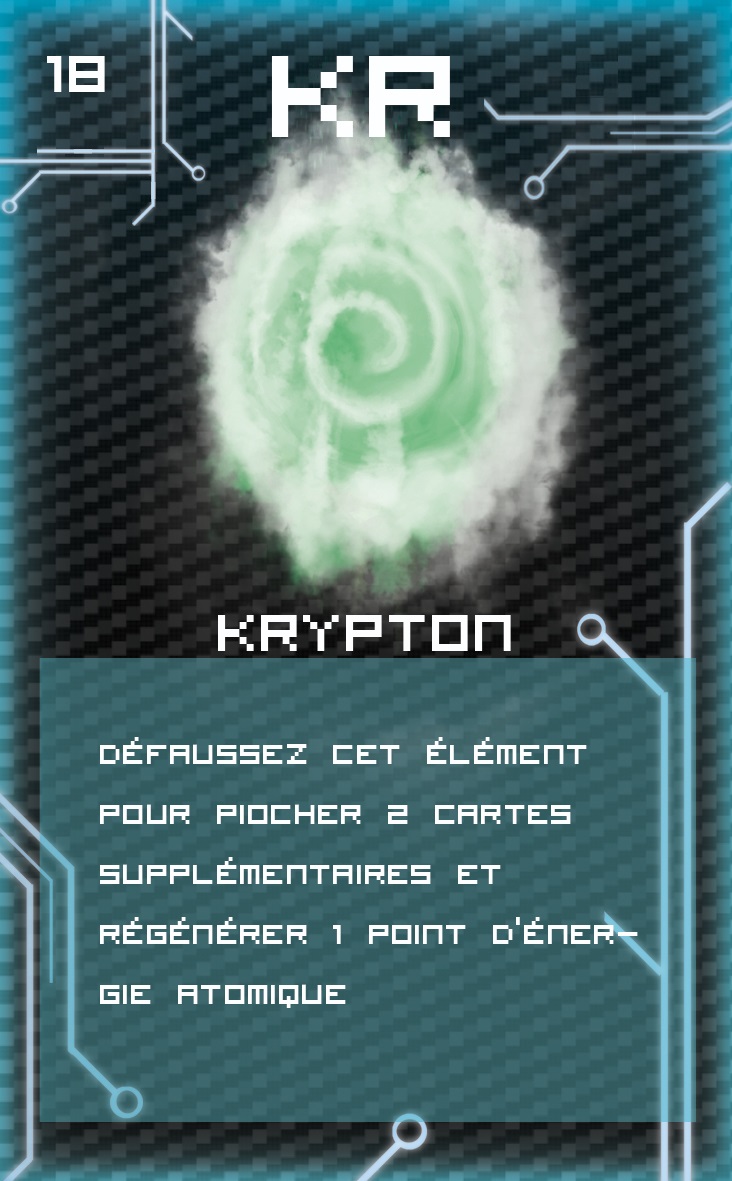 18
KR
KRYPTON
DÉFAUSSEZ CET ÉLÉMENT
POUR PIOCHER 2 CARTES
SUPPLÉMENTAIRES ET
RÉGÉNÉRER 1 POINT D'ÉNER-
GIE ATOMIQUE